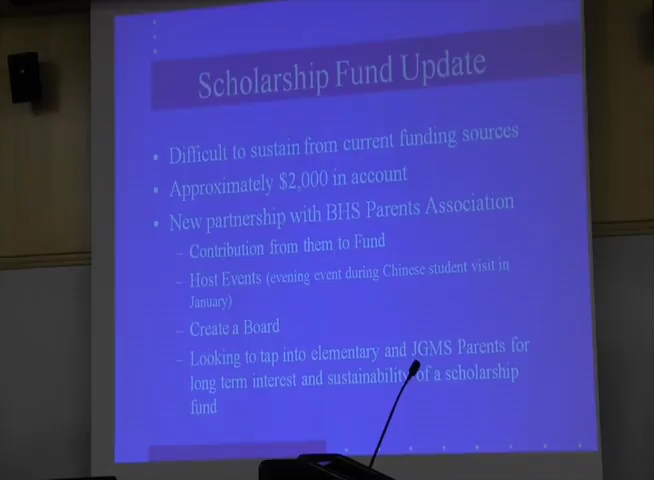 Scholarship Fund Update
• Difficult to sustain from current funding sources
• Approximately $2,000 in account
• New partnership with BHS Parents Association
– Contribution from them to Fund
– Host Events (evening event during Chinese student visit in
January)
– Create a Board
– Looking to tap into elementary and JGMS Parents for
long term interest and sustainability of a scholarship
fund